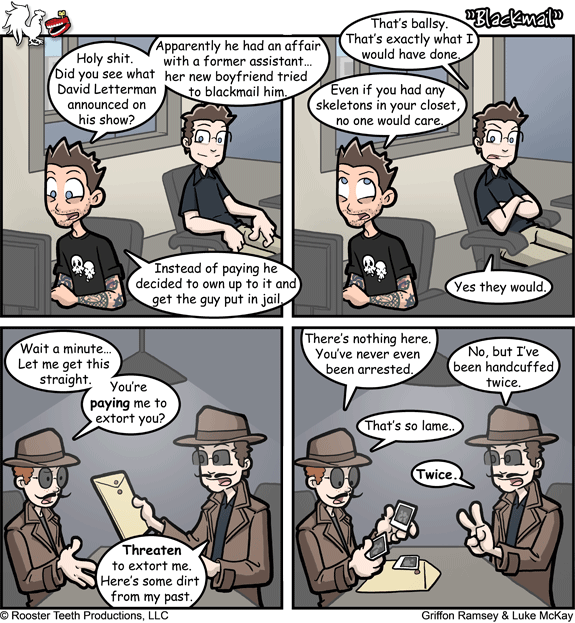 "Blackmail"
Holy shit.
Did you see what
David Letterman
announced on
his show?
Apparently he had an affair
with a former assistant...
her new boyfriend tried
to blackmail him.
Instead of paying he
decided to own up to it and
get the guy put in jail.
That's ballsy.
That's exactly what I
would have done.
Even if you had any
skeletons in your closet,
no one would care.
Yes they would.
Wait a minute...
Let me get this
straight.
You're
paying me to
extort you?
Threaten
to extort me.
Here's some dirt
from my past.
There's nothing here.
You've never even
been arrested.
No, but I've
been handcuffed
twice.
That's so lame..
Twice.
© Rooster Teeth Productions, LLC
Griffon Ramsey & Luke McKay